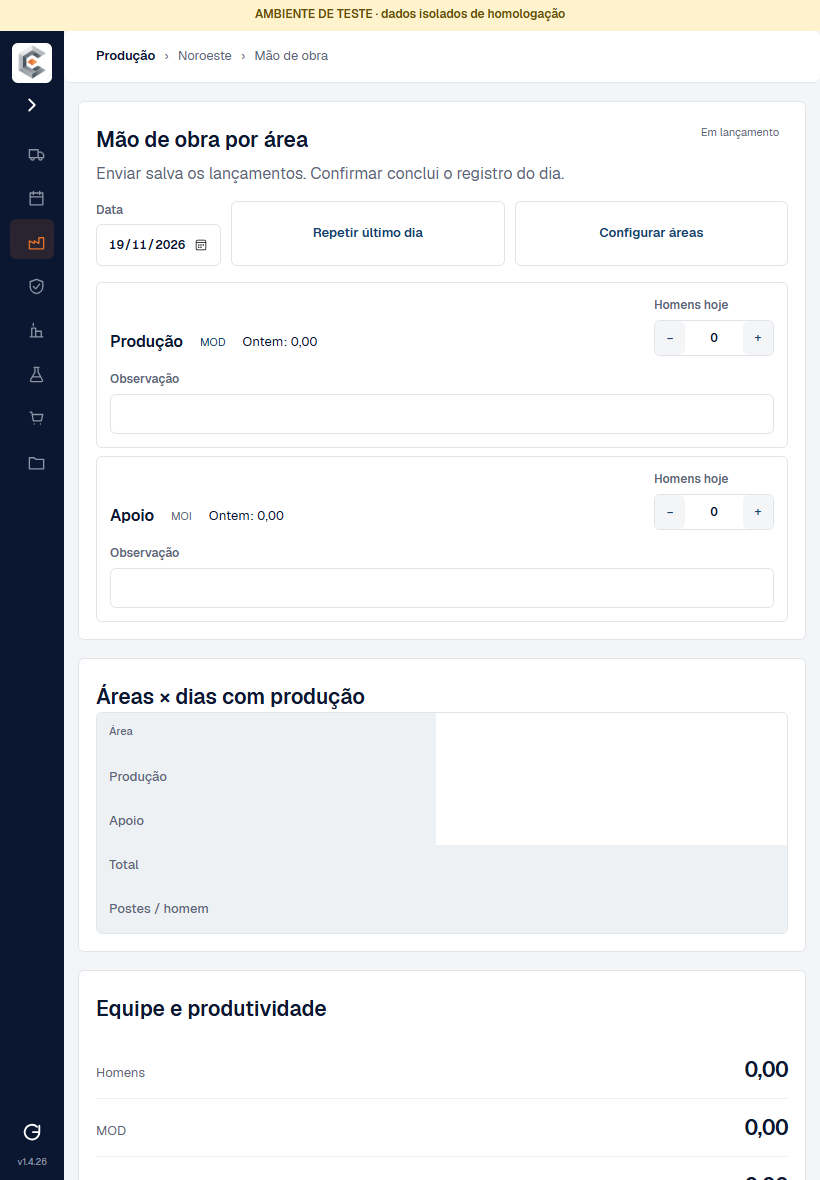 AMBIENTE DE TESTE · dados isolados de homologação
Produção › Noroeste › Mão de obra
Mão de obra por área
Em lançamento
Enviar salva os lançamentos. Confirmar conclui o registro do dia.
Data
19/11/2026
Repetir último dia
Configurar áreas
Homens hoje
Produção MOD Ontem: 0,00
− 0 +
Observação
Homens hoje
Apoio MOI Ontem: 0,00
− 0 +
Observação
Áreas × dias com produção
Área
Produção
Apoio
Total
Postes / homem
Equipe e produtividade
Homens 0,00
MOD 0,00
v1.4.26